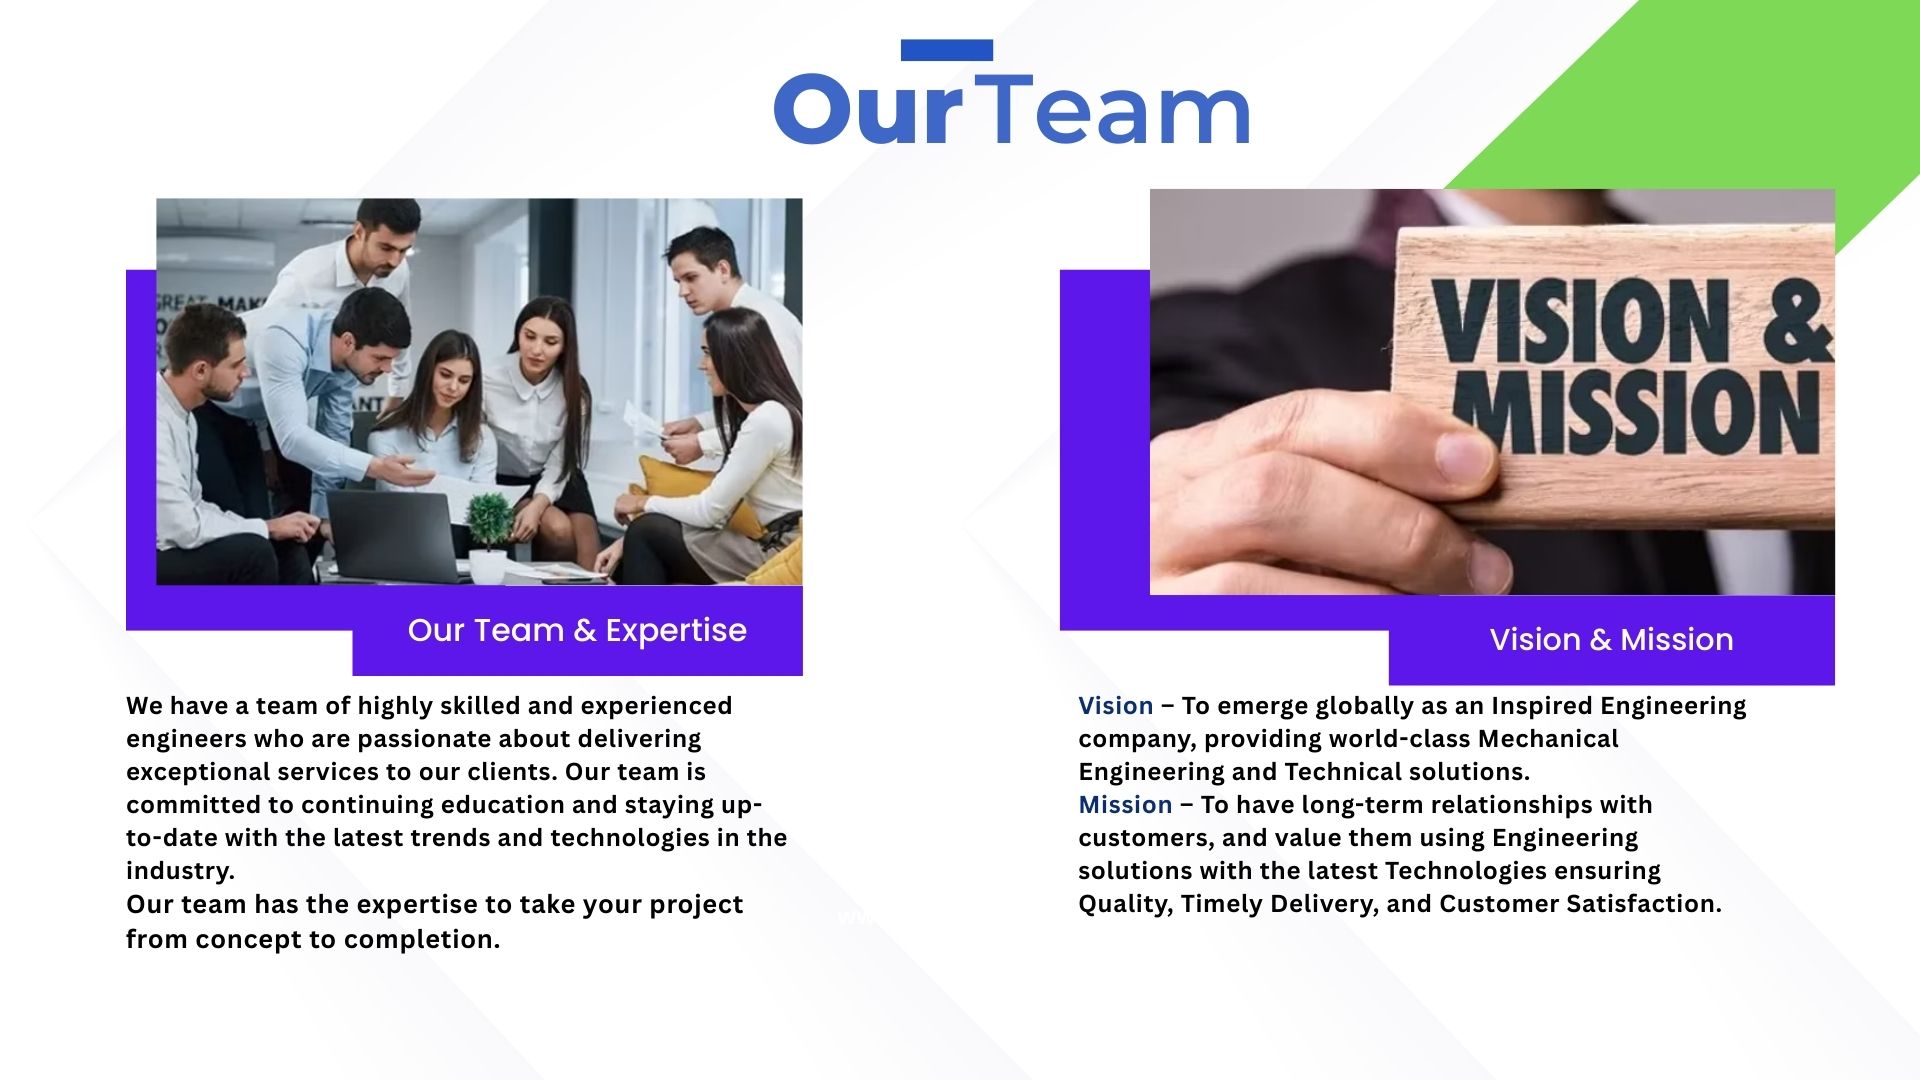 Our Team
GREAT MAK
ANT
Our Team & Expertise
We have a team of highly skilled and experienced
engineers who are passionate about delivering
exceptional services to our clients. Our team is
committed to continuing education and staying up-
to-date with the latest trends and technologies in the
industry.
Our team has the expertise to take your project
from concept to completion.
VISION &
MISSION
Vision & Mission
Vision – To emerge globally as an Inspired Engineering
company, providing world-class Mechanical
Engineering and Technical solutions.
Mission – To have long-term relationships with
customers, and value them using Engineering
solutions with the latest Technologies ensuring
Quality, Timely Delivery, and Customer Satisfaction.